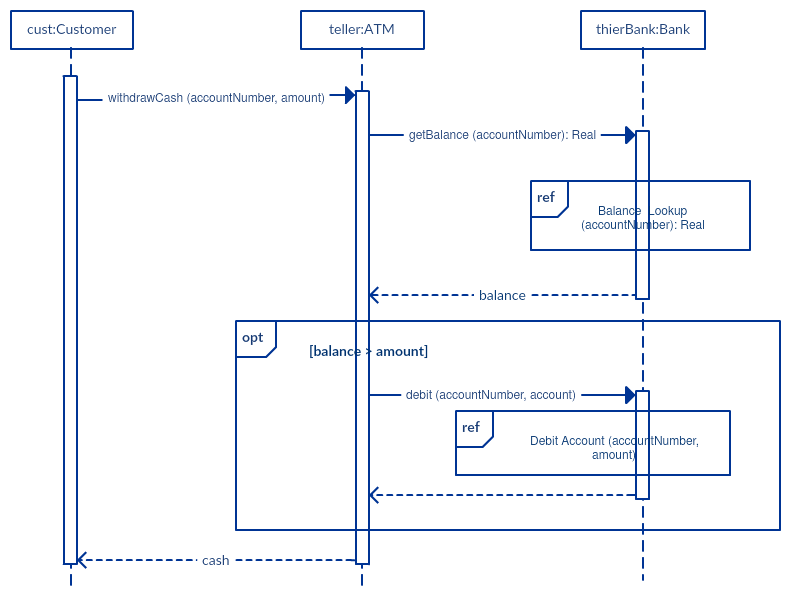 cust:Customer
teller:ATM
thierBank:Bank
withdrawCash (accountNumber, amount)
getBalance (accountNumber): Real
ref
Balance Lookup
(accountNumber): Real
balance
opt
[balance > amount]
debit (accountNumber, account)
ref
Debit Account (accountNumber,
amount)
cash